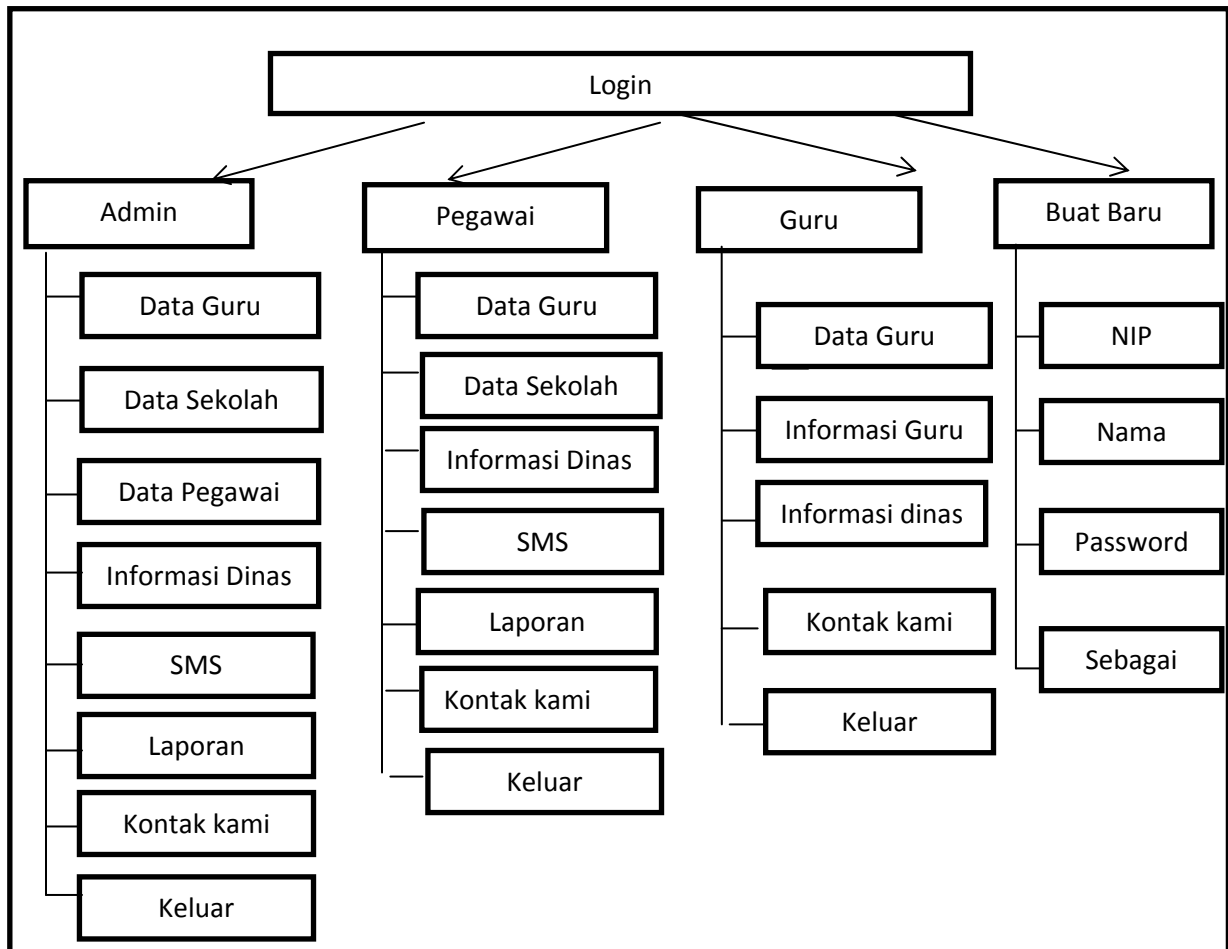 Login
Admin
Data Guru
Data Sekolah
Data Pegawai
Informasi Dinas
SMS
Laporan
Kontak kami
Keluar
Pegawai
Data Guru
Data Sekolah
Informasi Dinas
SMS
Laporan
Kontak kami
Keluar
Guru
Data Guru
Informasi Guru
Informasi dinas
Kontak kami
Keluar
Buat Baru
NIP
Nama
Password
Sebagai